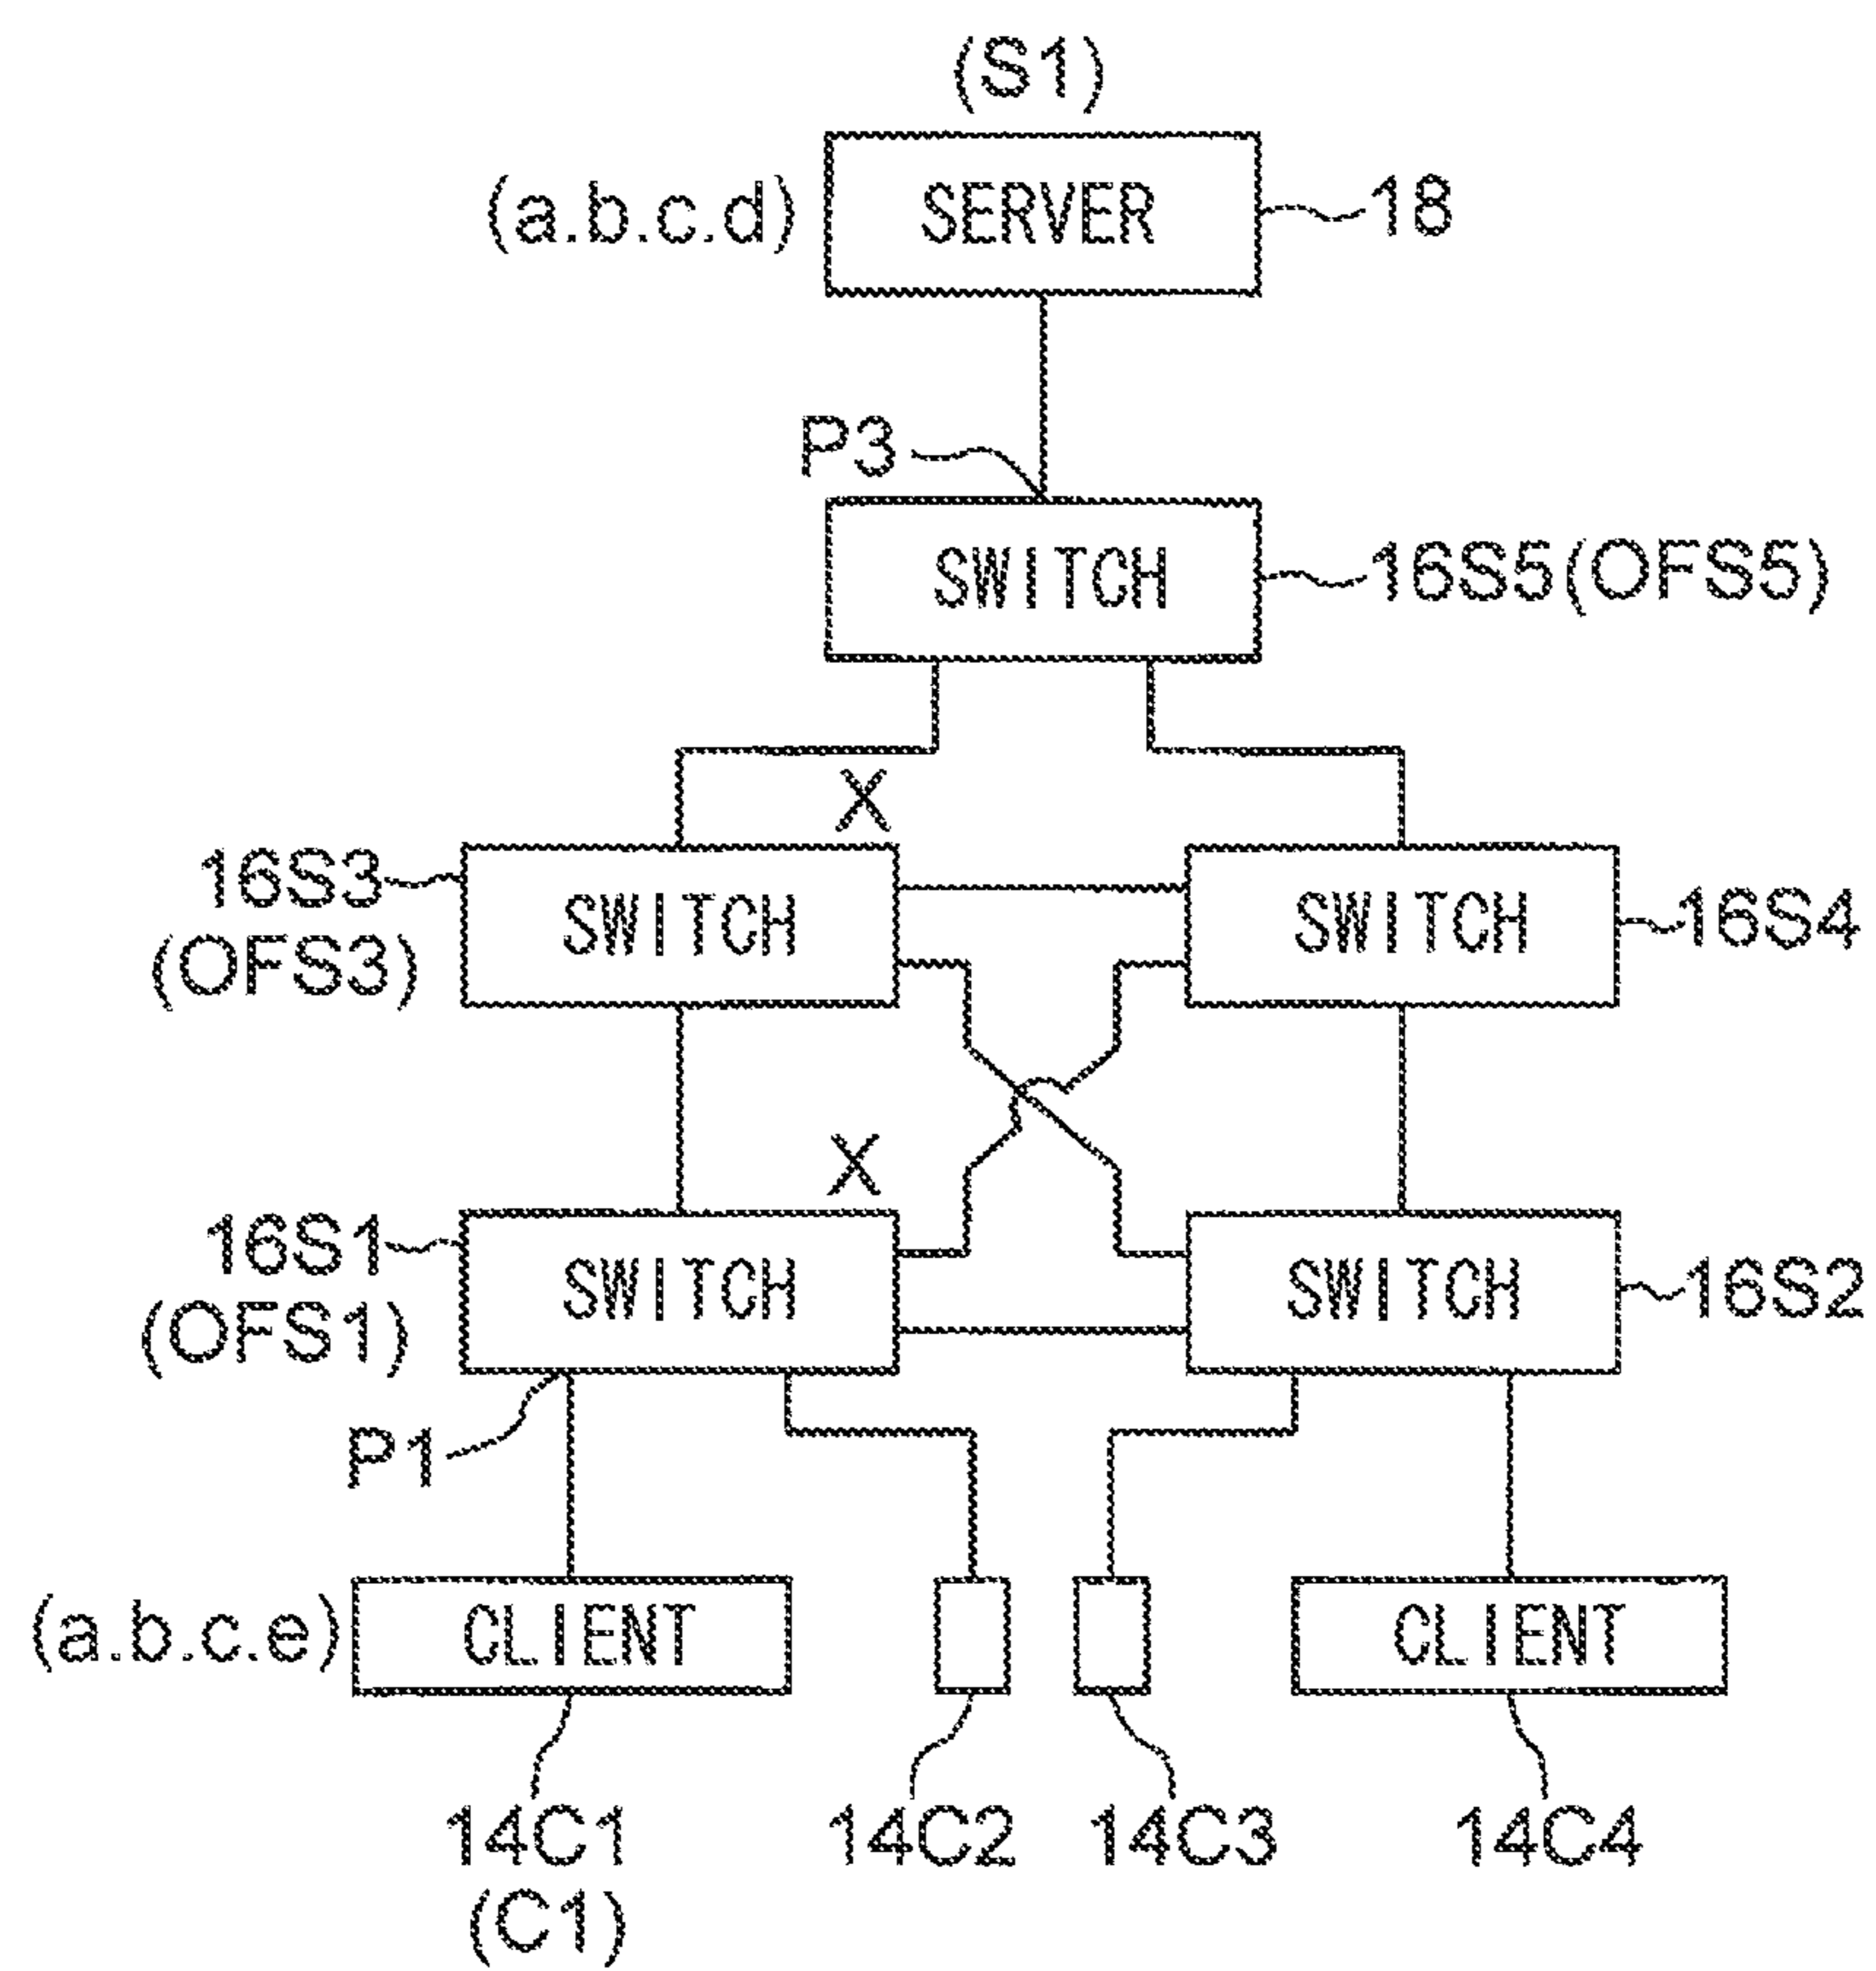 (S1)
(a.b.c.d)
SERVER
18
P3
SWITCH
16S5(OFS5)
X
16S3
(OFS3)
SWITCH
SWITCH
16S4
X
16S1
(OFS1)
SWITCH
SWITCH
16S2
P1
(a.b.c.e)
CLIENT
CLIENT
14C1
(C1)
14C2
14C3
14C4